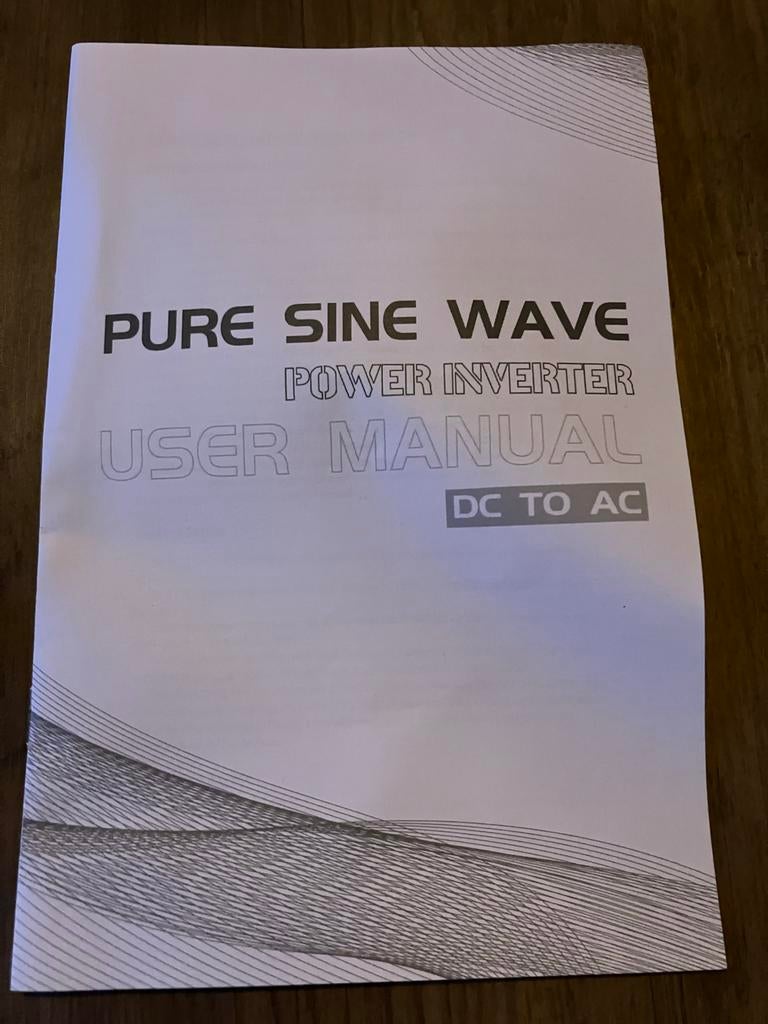 PURE SINE WAVE
POWER INVERTER
USER MANUAL
DC TO AC